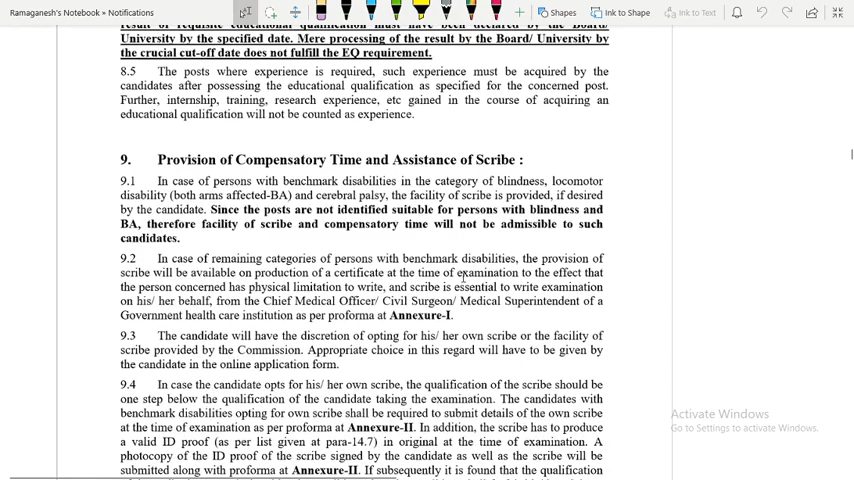 Ramaganesh's Notebook » Notifications
Shapes
Ink to Shape
Ink to Text
result of requisite educational qualification must have been declared by the Board/
University by the specified date. Mere processing of the result by the Board/ University by
the crucial cut-off date does not fulfill the EQ requirement.
8.5 The posts where experience is required, such experience must be acquired by the
candidates after possessing the educational qualification as specified for the concerned post.
Further, internship, training, research experience, etc gained in the course of acquiring an
educational qualification will not be counted as experience.
9. Provision of Compensatory Time and Assistance of Scribe :
9.1 In case of persons with benchmark disabilities in the category of blindness, locomotor
disability (both arms affected-BA) and cerebral palsy, the facility of scribe is provided, if desired
by the candidate. Since the posts are not identified suitable for persons with blindness and
BA, therefore facility of scribe and compensatory time will not be admissible to such
candidates.
9.2 In case of remaining categories of persons with benchmark disabilities, the provision of
scribe will be available on production of a certificate at the time of examination to the effect that
the person concerned has physical limitation to write, and scribe is essential to write examination
on his/ her behalf, from the Chief Medical Officer/ Civil Surgeon/ Medical Superintendent of a
Government health care institution as per proforma at Annexure-I.
9.3 The candidate will have the discretion of opting for his/ her own scribe or the facility of
scribe provided by the Commission. Appropriate choice in this regard will have to be given by
the candidate in the online application form.
9.4 In case the candidate opts for his/ her own scribe, the qualification of the scribe should be
one step below the qualification of the candidate taking the examination. The candidates with
benchmark disabilities opting for own scribe shall be required to submit details of the own scribe
at the time of examination as per proforma at Annexure-II. In addition, the scribe has to produce
a valid ID proof (as per list given at para-14.7) in original at the time of examination. A
photocopy of the ID proof of the scribe signed by the candidate as well as the scribe will be
submitted along with proforma at Annexure-II. If subsequently it is found that the qualification
Activate Windows
Go to Settings to activate Windows.